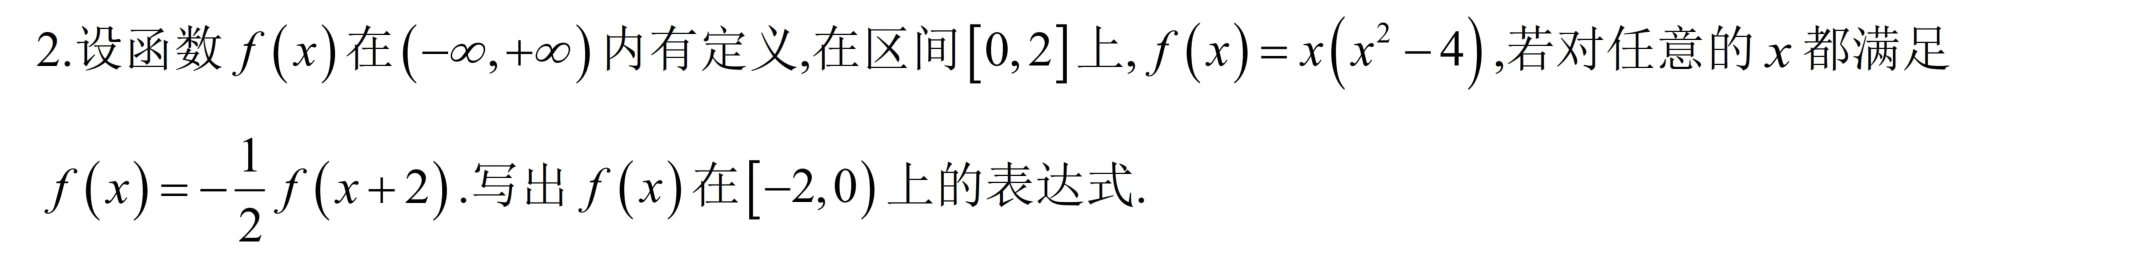 2.设函数 f(x) 在 (−∞,+∞) 内有定义,在区间[0,2]上, f(x)=x(x²−4),若对任意的 x 都满足
f(x)=−\frac{1}{2}f(x+2).写出 f(x) 在[−2,0) 上的表达式.